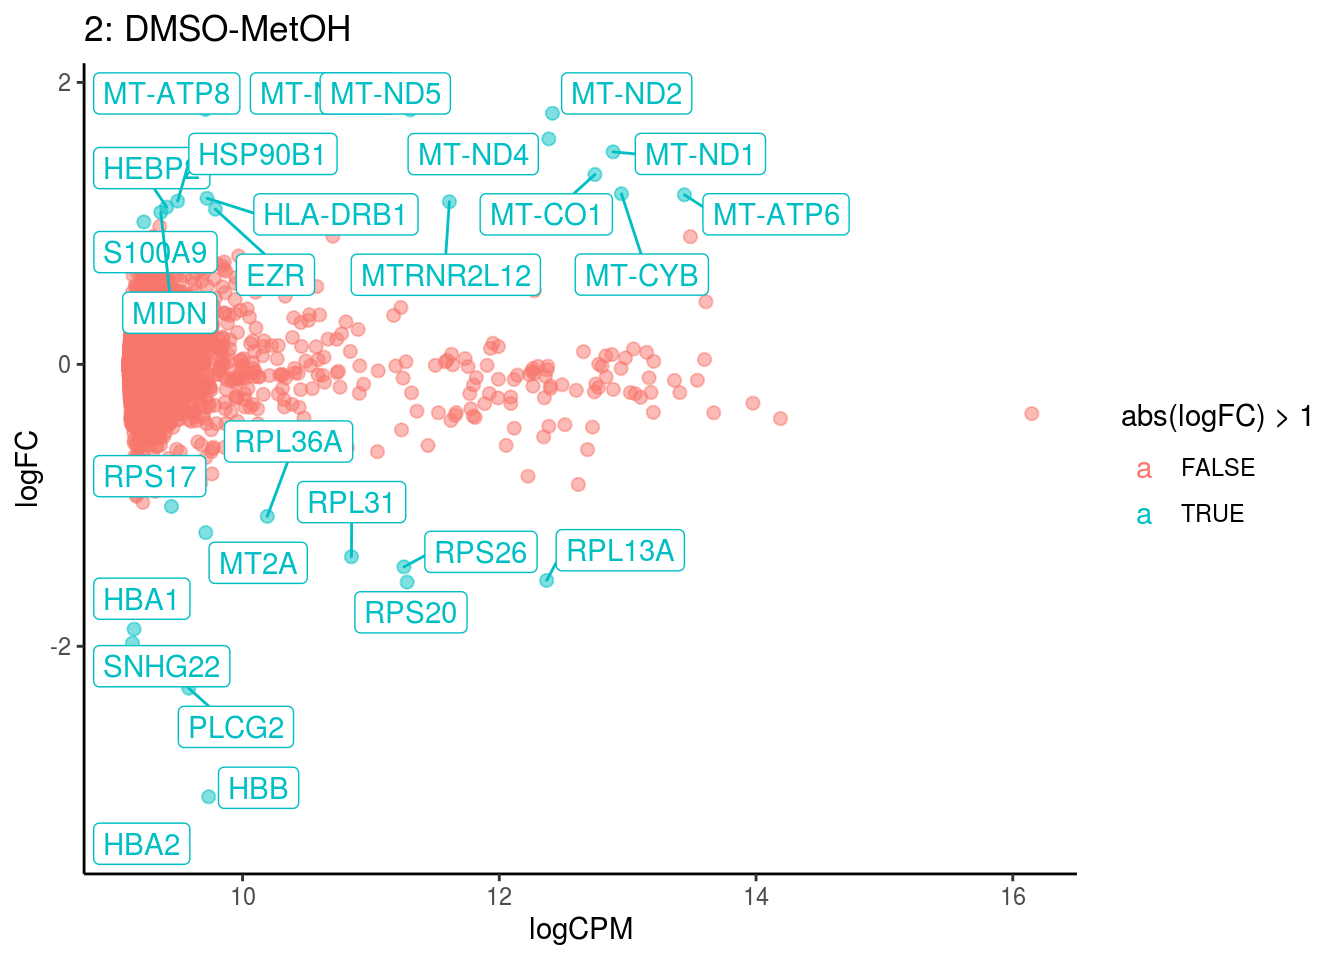 2: DMSO-MetOH
2
MT-ATP8
MT-ND5
MT-ND2
HSP90B1
MT-ND4
MT-ND1
HLA-DRB1
MT-CO1
MT-ATP6
S100A9
EZR
MTRNR2L12
MT-CYB
MIDN
0
RPL36A
RPS17
RPL31
MT2A
RPS26
RPL13A
HBA1
RPS20
-2
SNHG22
PLCG2
HBB
HBA2
10
12
14
16
logCPM
logFC
abs(logFC) > 1
a FALSE
a TRUE